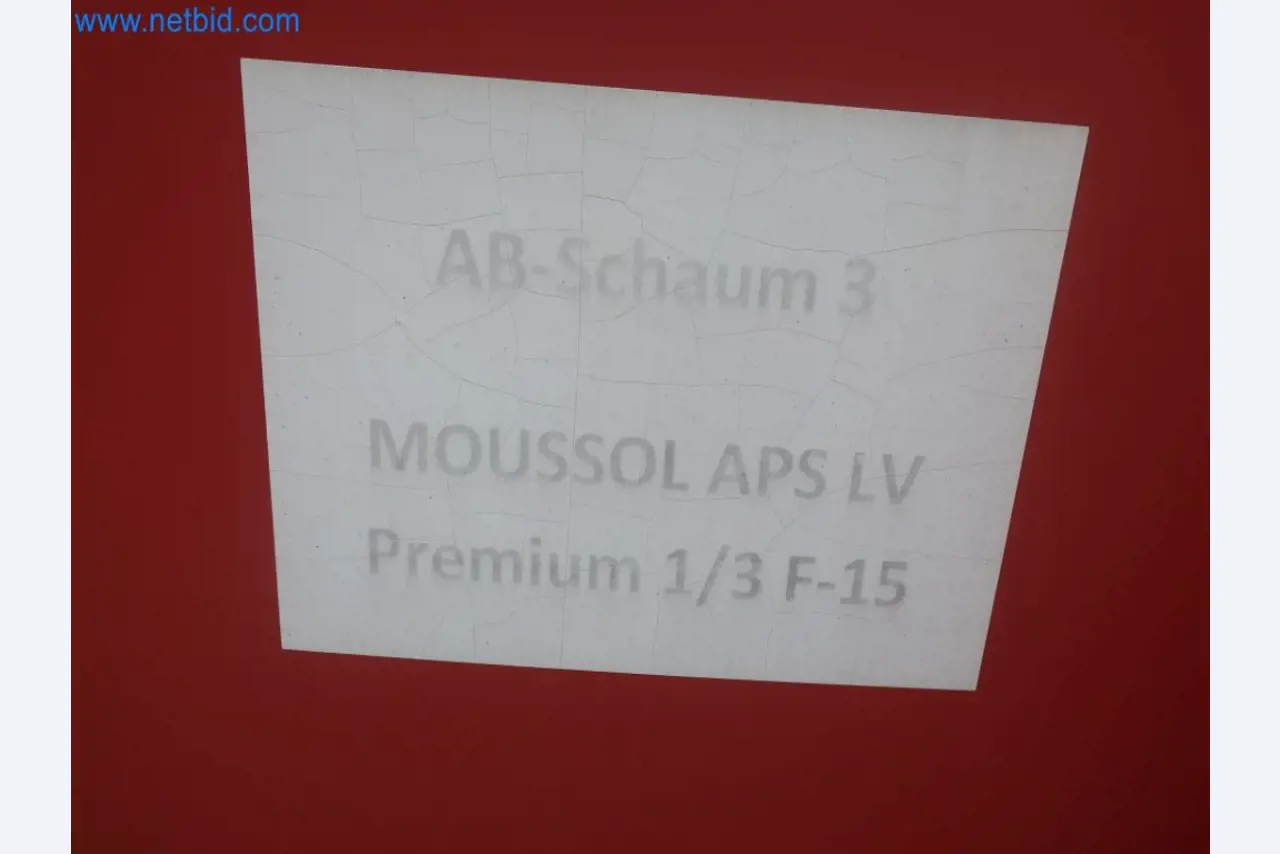 www.netbid.com
AB-Schaum 3
MOUSSOL APS LV
Premium 1/3 F-15